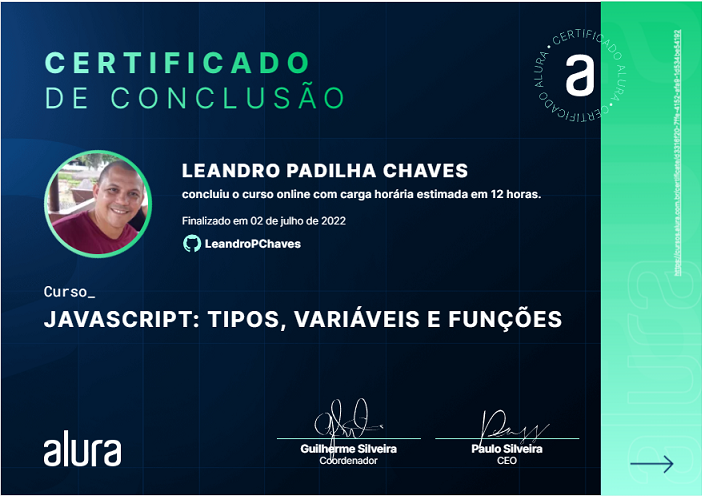 CERTIFICADO
DE CONCLUSÃO
CERTIFICADO ALURA • CERTIFICADO ALURA •
a
LEANDRO PADILHA CHAVES
concluiu o curso online com carga horária estimada em 12 horas.
Finalizado em 02 de julho de 2022
LeandroPChaves
Curso_
JAVASCRIPT: TIPOS, VARIÁVEIS E FUNÇÕES
alura
Guilherme Silveira
Coordenador
Paulo Silveira
CEO
alura